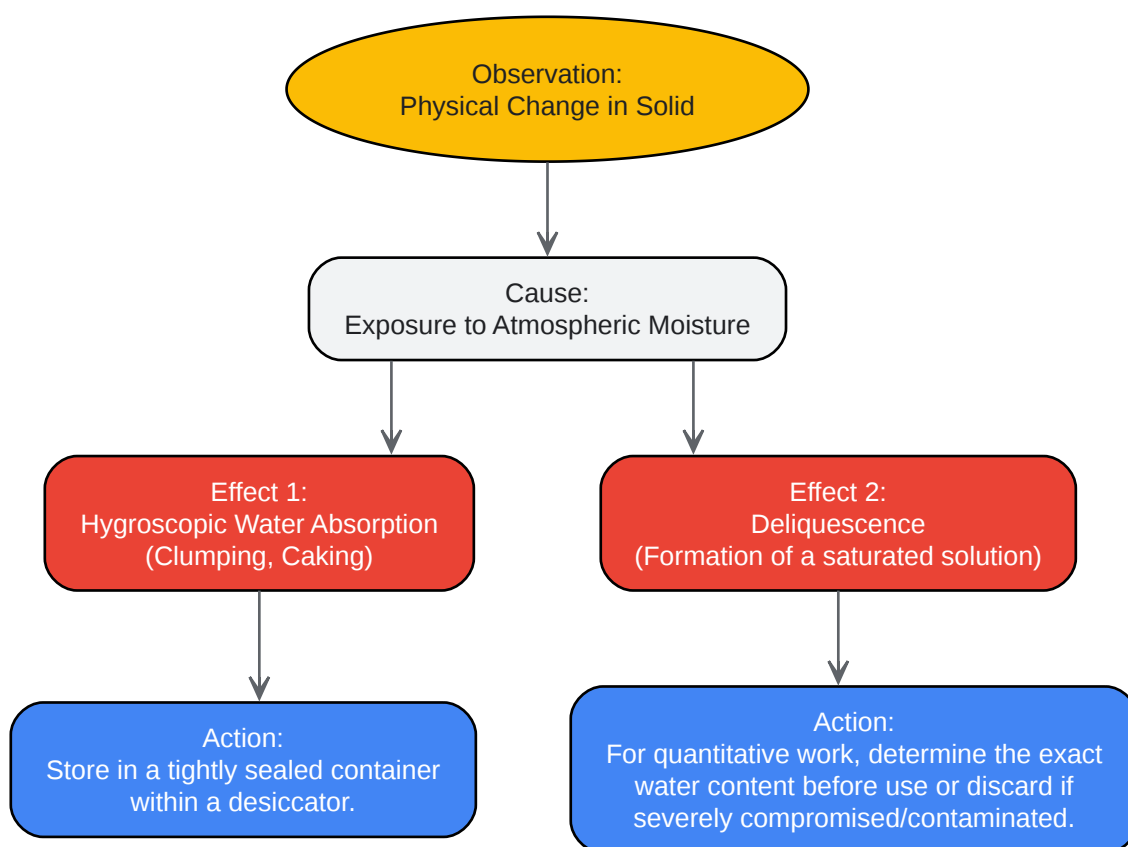 Observation:
Physical Change in Solid
Cause:
Exposure to Atmospheric Moisture
Effect 1:
Hygroscopic Water Absorption
(Clumping, Caking)
Effect 2:
Deliquescence
(Formation of a saturated solution)
Action:
Store in a tightly sealed container
within a desiccator.
Action:
For quantitative work, determine the exact
water content before use or discard if
severely compromised/contaminated.